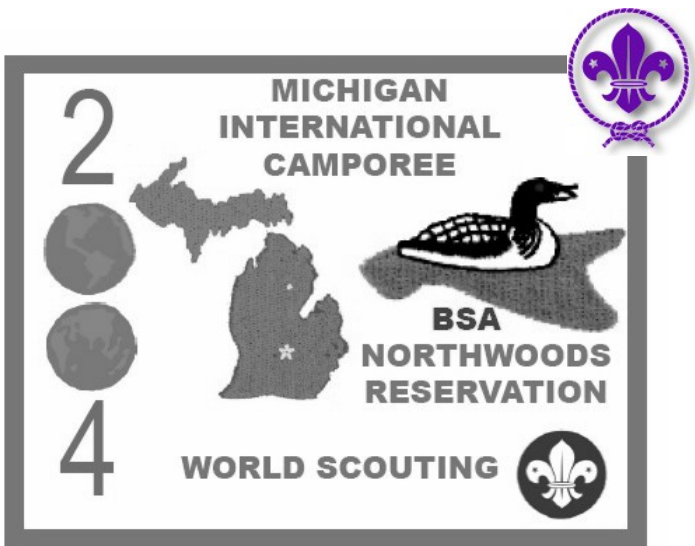 2
MICHIGAN
INTERNATIONAL
CAMPOREE
BSA
NORTHWOODS
RESERVATION
4
WORLD SCOUTING